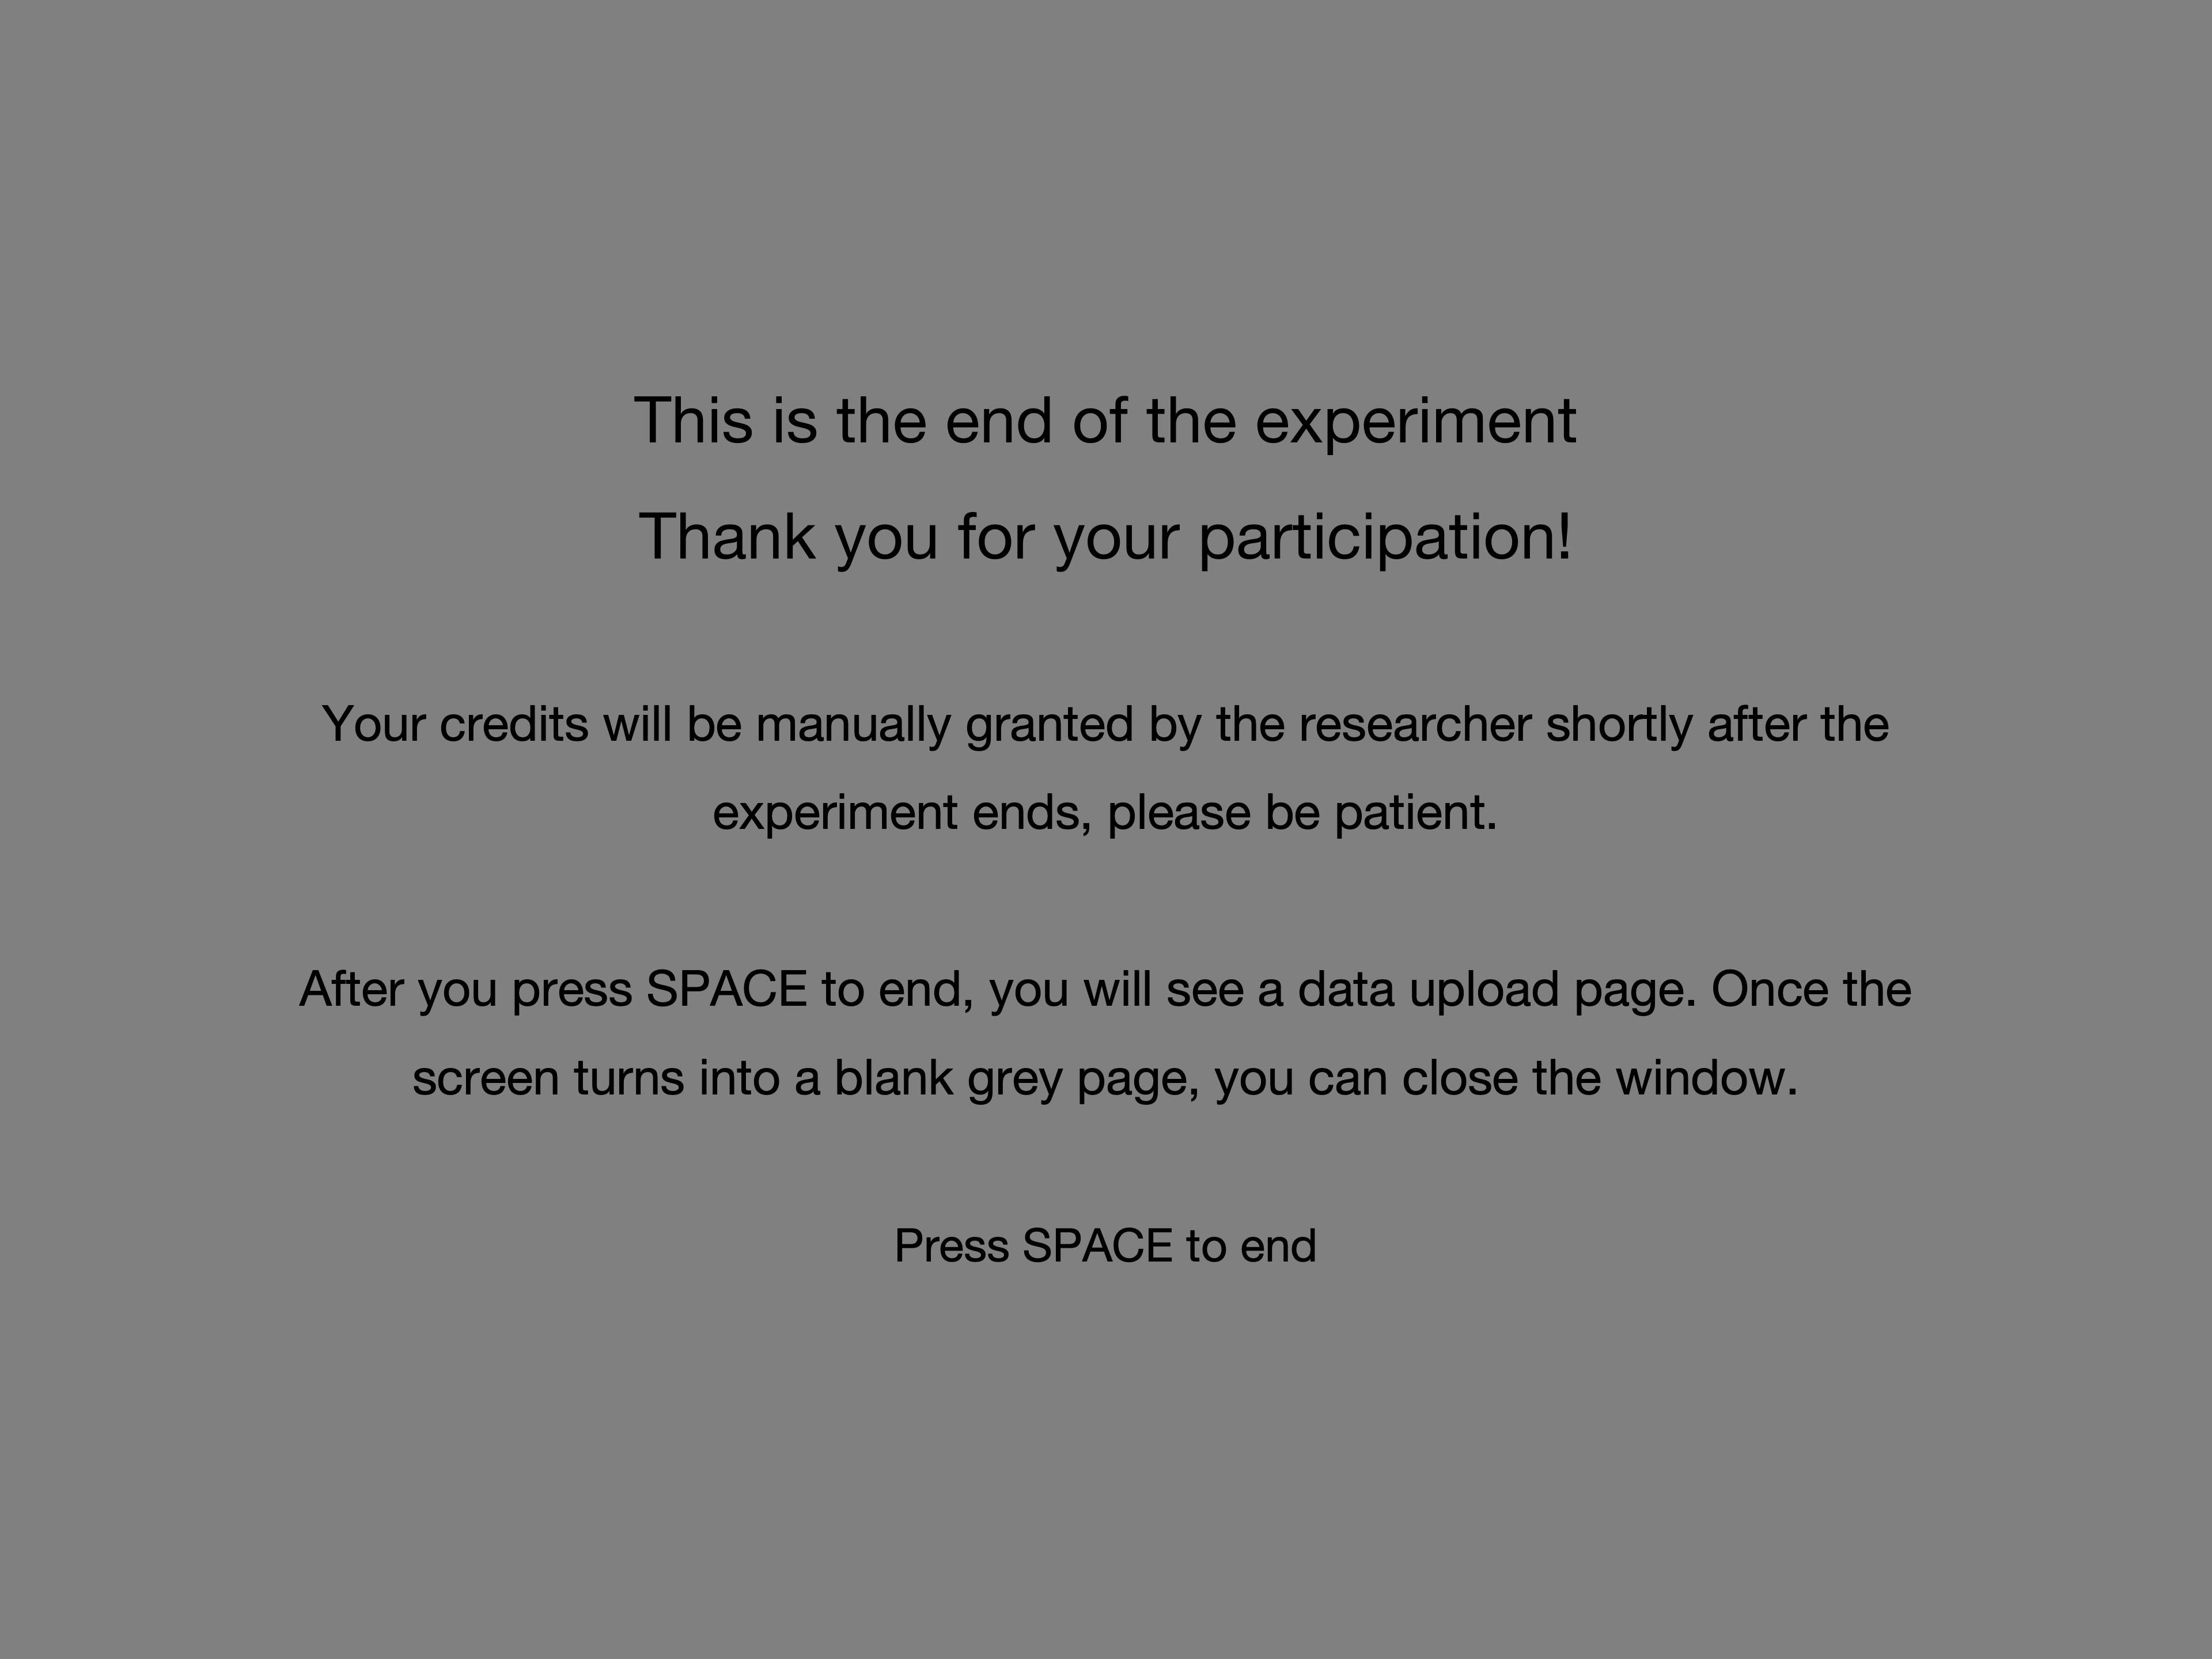 This is the end of the experiment
Thank you for your participation!
Your credits will be manually granted by the researcher shortly after the
experiment ends, please be patient.
After you press SPACE to end, you will see a data upload page. Once the
screen turns into a blank grey page, you can close the window.
Press SPACE to end